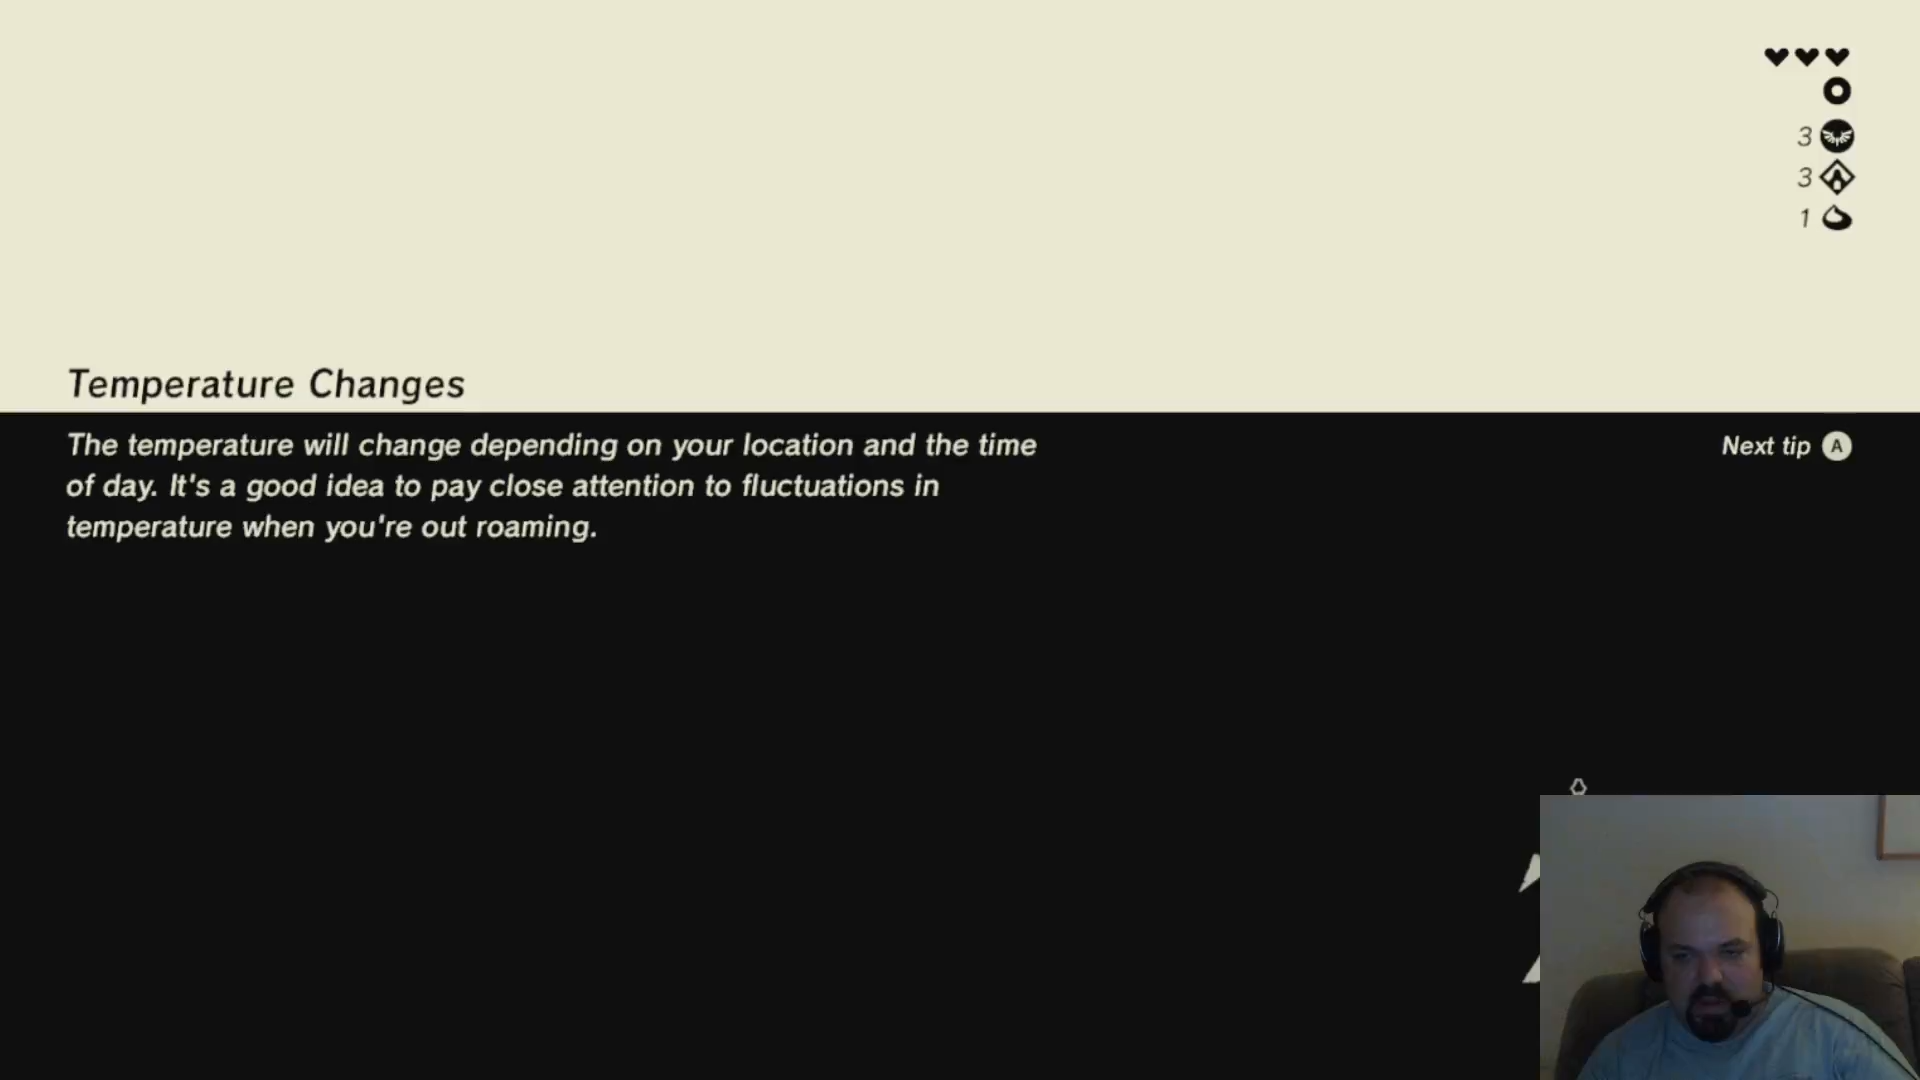 3
3
1
Temperature Changes
The temperature will change depending on your location and the time
of day. It's a good idea to pay close attention to fluctuations in
temperature when you're out roaming.
Next tip A